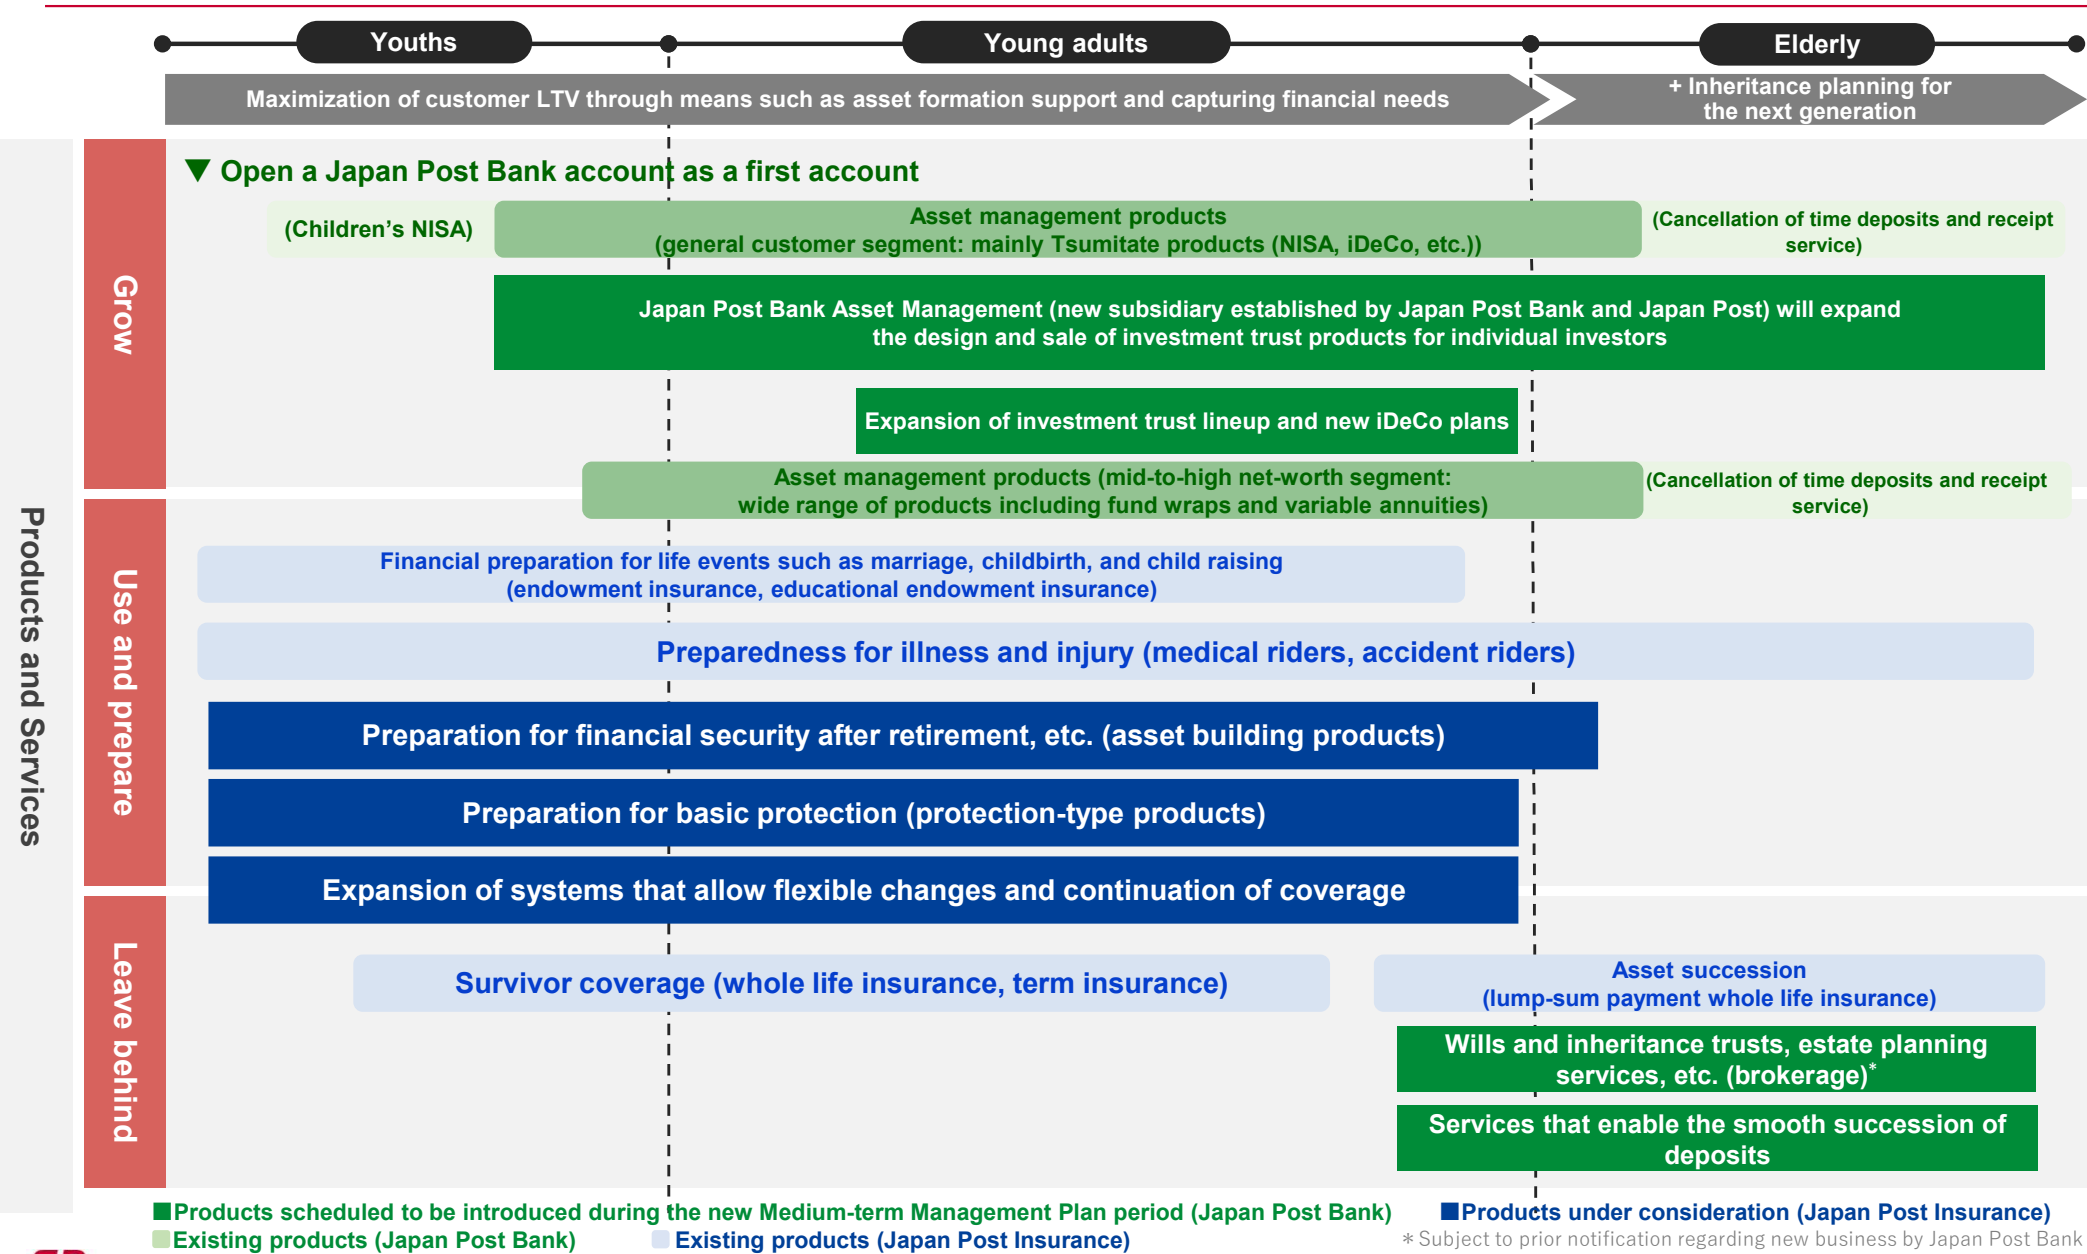 Youths
Young adults
Elderly
Maximization of customer LTV through means such as asset formation support and capturing financial needs
+ Inheritance planning for
the next generation
Products and Services
Grow
▼ Open a Japan Post Bank account as a first account
(Children’s NISA)
Asset management products
(general customer segment: mainly Tsumitate products (NISA, iDeCo, etc.))
(Cancellation of time deposits and receipt
service)
Japan Post Bank Asset Management (new subsidiary established by Japan Post Bank and Japan Post) will expand
the design and sale of investment trust products for individual investors
Expansion of investment trust lineup and new iDeCo plans
Asset management products (mid-to-high net-worth segment:
wide range of products including fund wraps and variable annuities)
(Cancellation of time deposits and receipt
service)
Use and prepare
Financial preparation for life events such as marriage, childbirth, and child raising
(endowment insurance, educational endowment insurance)
Preparedness for illness and injury (medical riders, accident riders)
Preparation for financial security after retirement, etc. (asset building products)
Preparation for basic protection (protection-type products)
Expansion of systems that allow flexible changes and continuation of coverage
Leave behind
Survivor coverage (whole life insurance, term insurance)
Asset succession
(lump-sum payment whole life insurance)
Wills and inheritance trusts, estate planning
services, etc. (brokerage)*
Services that enable the smooth succession of
deposits
■Products scheduled to be introduced during the new Medium-term Management Plan period (Japan Post Bank)
■Products under consideration (Japan Post Insurance)
■Existing products (Japan Post Bank)
■Existing products (Japan Post Insurance)
* Subject to prior notification regarding new business by Japan Post Bank